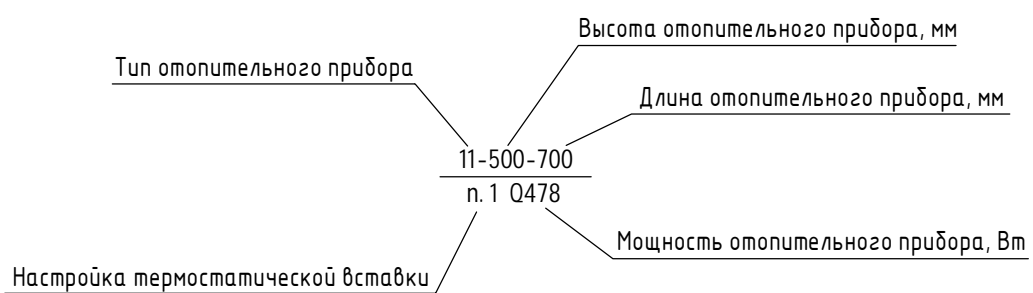 Высота отопительного прибора, мм
Тип отопительного прибора
Длина отопительного прибора, мм
11-500-700
п. 1 Q478
Мощность отопительного прибора, Вт
Настройка термостатической вставки